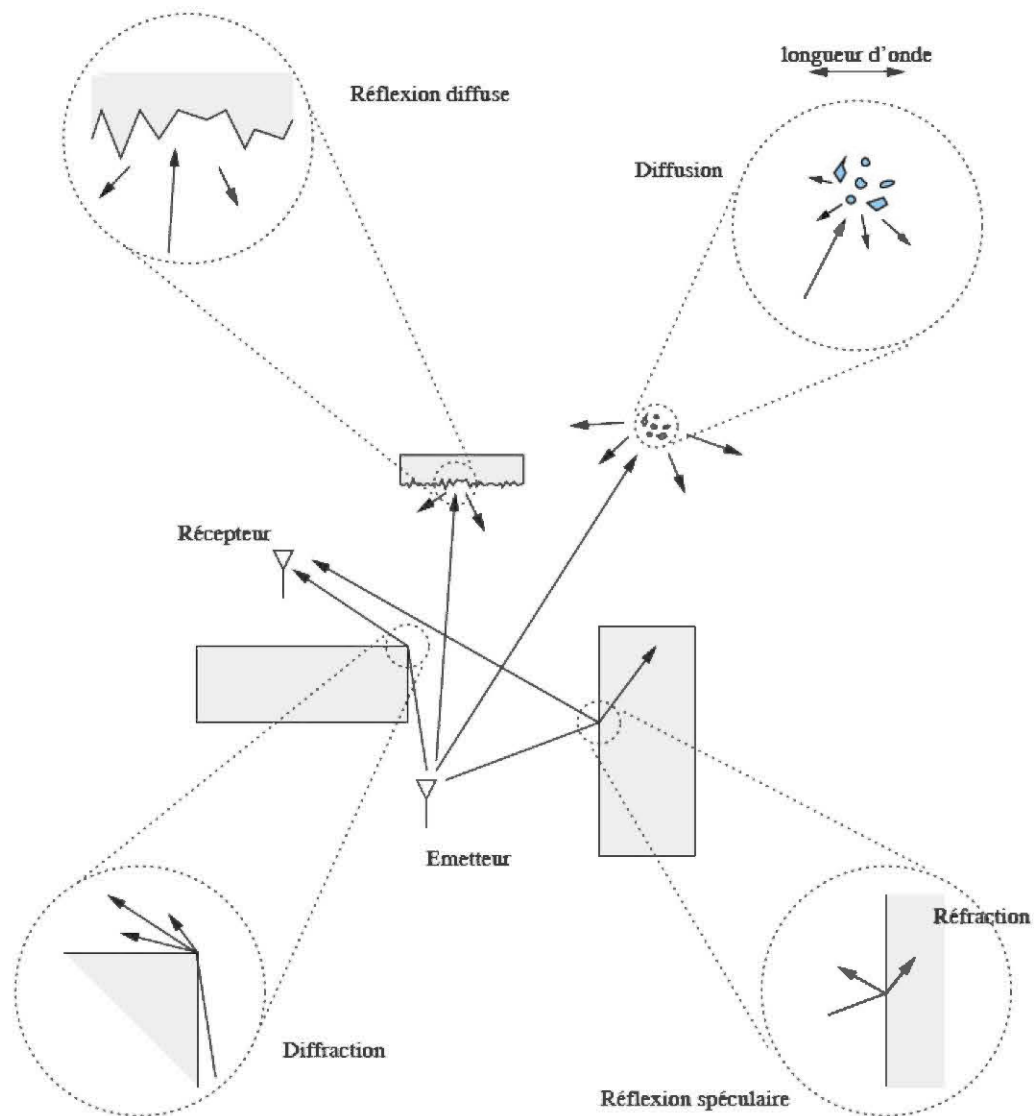 longueur d'onde
Réflexion diffuse
Diffusion
Récepteur
Emetteur
Réfraction
Diffraction
Réflexion spéculaire